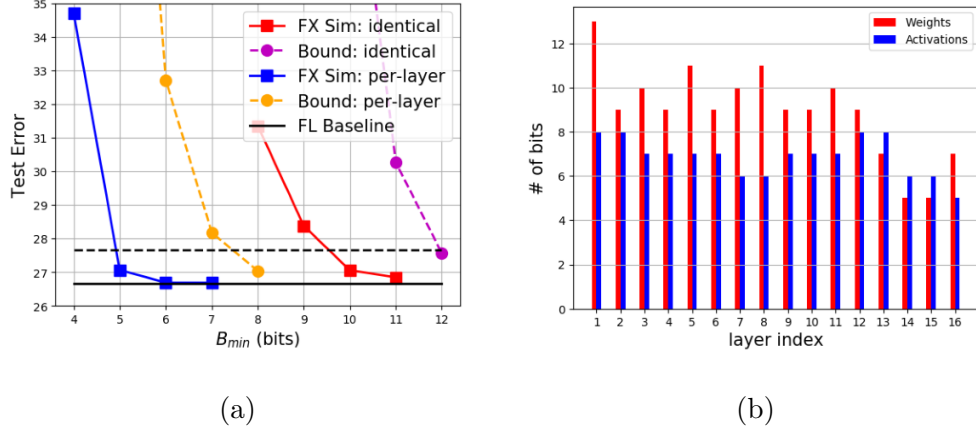 35
34
33
32
31
30
29
28
27
26
Test Error
4 5 6 7 8 9 10 11 12
B_min (bits)
FX Sim: identical
Bound: identical
FX Sim: per-layer
Bound: per-layer
FL Baseline
(a)
12
10
8
6
4
2
0
# of bits
1 2 3 4 5 6 7 8 9 10 11 12 13 14 15 16
layer index
Weights
Activations
(b)